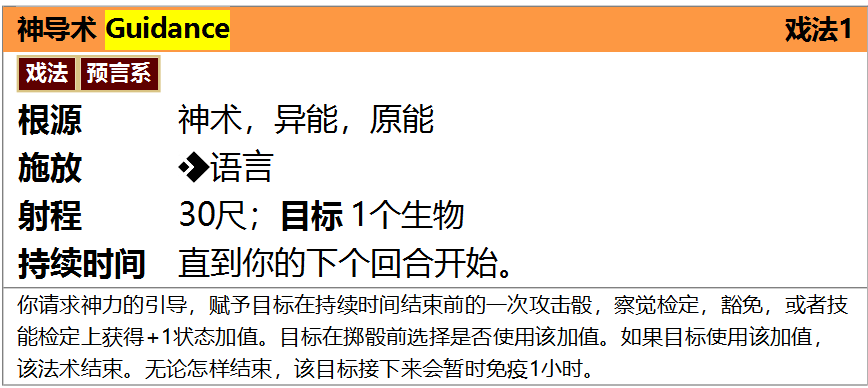 神导术 Guidance 戏法1
戏法 预言系
根源 神术，异能，原能
施放 语言
射程 30尺；目标 1个生物
持续时间 直到你的下个回合开始。
你请求神力的引导，赋予目标在持续时间结束前的一次攻击骰，察觉检定，豁免，或者技
能检定上获得+1状态加值。目标在掷骰前选择是否使用该加值。如果目标使用该加值，
该法术结束。无论怎样结束，该目标接下来会暂时免疫1小时。